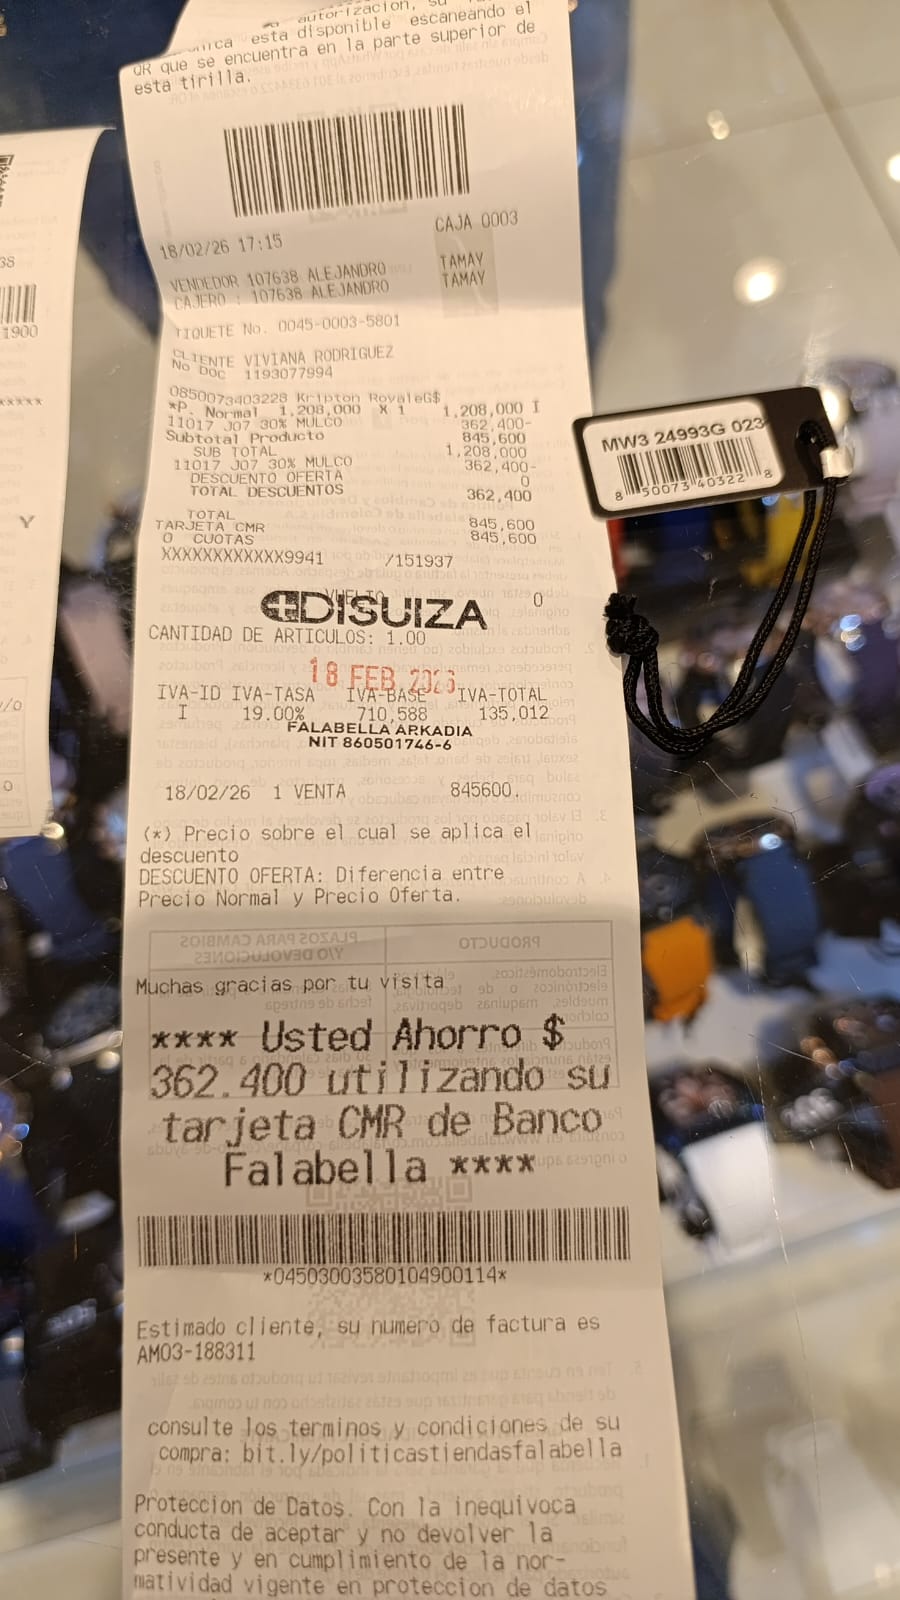 autorización, su
esta disponible escaneando el
QR que se encuentra en la parte superior de
esta tirilla.
18/02/26 17:15
CAJA 0003
VENDEDOR 107638 ALEJANDRO TAMAY
CAJERO : 107638 ALEJANDRO TAMAY
TIQUETE No. 0045-0003-5801
CLIENTE VIVIANA RODRIGUEZ
No DOC 1193077994
0850073403228 Kripton RoyaleG$
*P. Normal 1,208,000 X 1 1,208,000 I
11017 J07 30% MULCO 362,400-
Subtotal Producto 845,600
SUB TOTAL 1,208,000
11017 J07 30% MULCO 362,400-
DESCUENTO OFERTA 0
TOTAL DESCUENTOS 362,400
TOTAL 845,600
TARJETA CMR 845,600
0 CUOTAS
XXXXXXXXXXXX9941 /151937
VUELTO 0
DISUIZA
CANTIDAD DE ARTICULOS: 1.00
18 FEB 2026
IVA-ID IVA-TASA IVA-BASE IVA-TOTAL
I 19.00% 710,588 135,012
FALABELLA ARKADIA
NIT 860501746-6
18/02/26 1 VENTA 845600.
(*) Precio sobre el cual se aplica el
descuento
DESCUENTO OFERTA: Diferencia entre
Precio Normal y Precio Oferta.
Muchas gracias por tu visita
**** Usted Ahorro $
362.400 utilizando su
tarjeta CMR de Banco
Falabella ****
*04503003580104900114*
Estimado cliente, su numero de factura es
AM03-188311
consulte los terminos y condiciones de su
compra: bit.ly/politicastiendasfalabella
Proteccion de Datos. Con la inequivoca
conducta de aceptar y no devolver la
presente y en cumplimiento de la nor-
matividad vigente en proteccion de datos
MW3 24993G 023
8 50073 40322 8
1900
Y